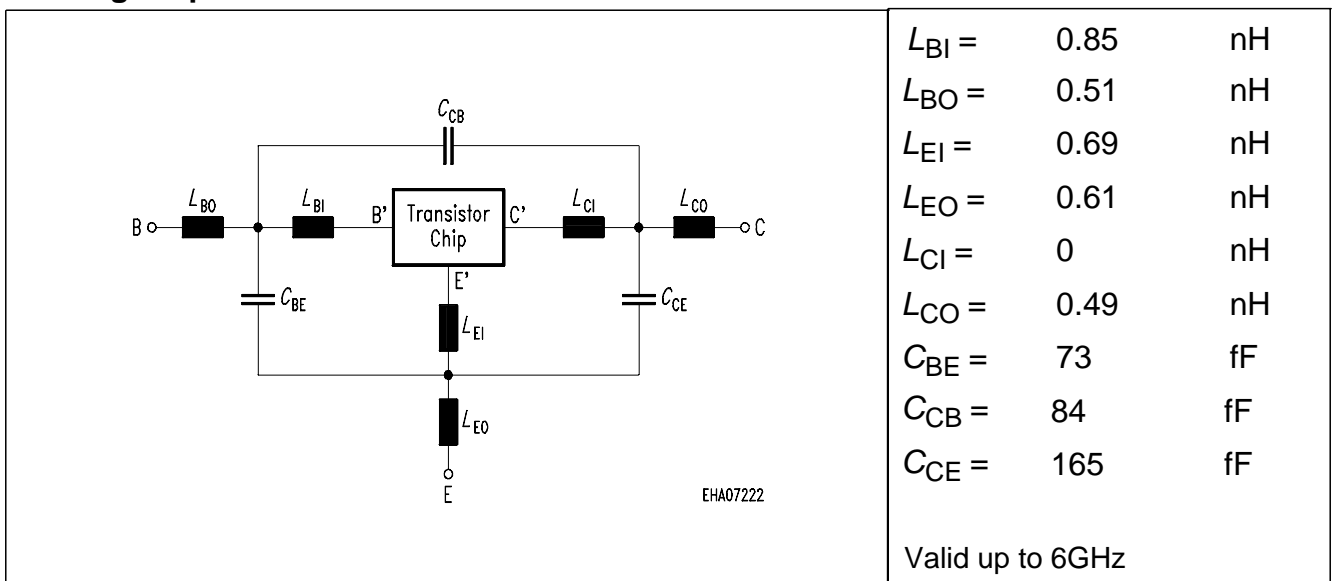 C_CB
L_BO
L_BI
B'
Transistor
Chip
C'
L_CI
L_CO
B
C
E'
C_BE
C_CE
L_EI
L_EO
E
EHA07222
L_BI = 0.85 nH
L_BO = 0.51 nH
L_EI = 0.69 nH
L_EO = 0.61 nH
L_CI = 0 nH
L_CO = 0.49 nH
C_BE = 73 fF
C_CB = 84 fF
C_CE = 165 fF
Valid up to 6GHz